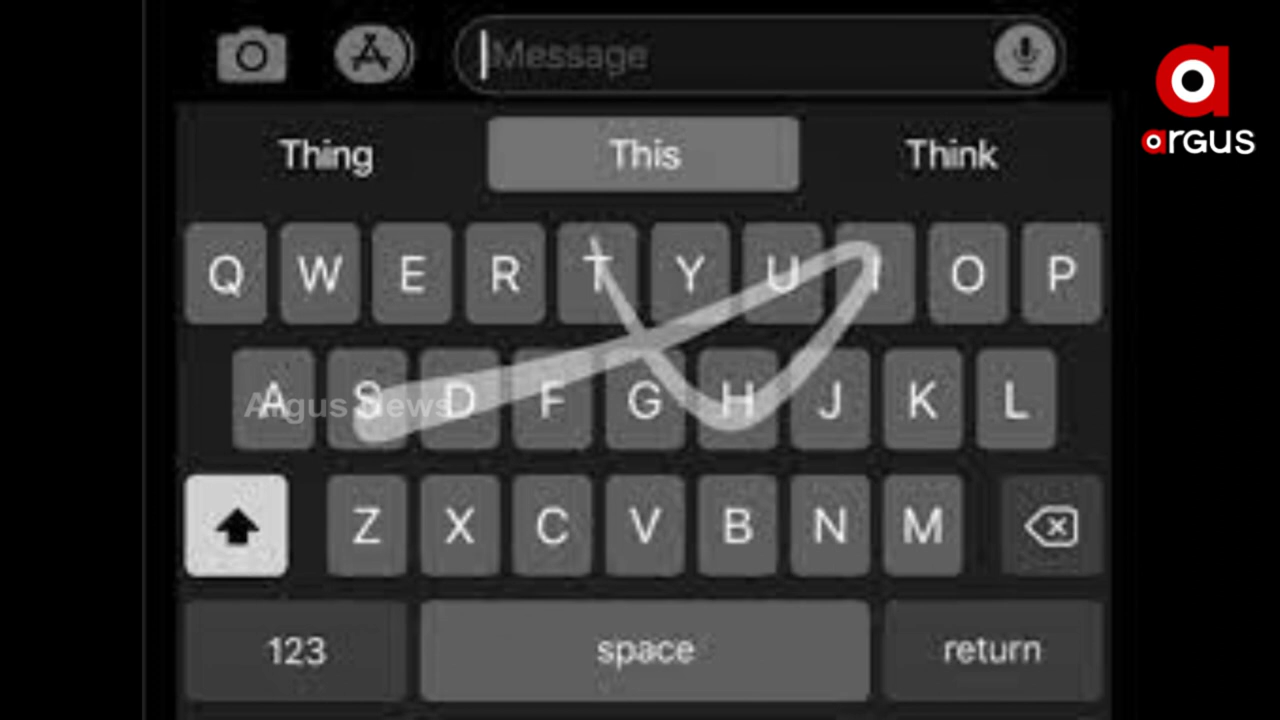 Message
argus
Thing This Think
Q W E R T Y U I O P
A S D F G H J K L
Argus News
Z X C V B N M
123 space return